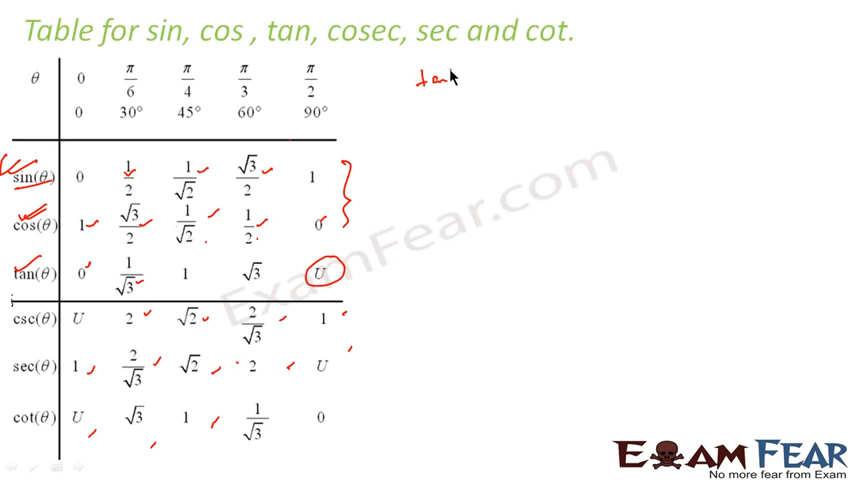 Table for sin, cos , tan, cosec, sec and cot.
θ 0 π/6 π/4 π/3 π/2
0 30° 45° 60° 90°
tan
sin(θ) 0 1/2 1/√2 √3/2 1
cos(θ) 1 √3/2 1/√2 1/2 0
tan(θ) 0 1/√3 1 √3 U
csc(θ) U 2 √2 2/√3 1
sec(θ) 1 2/√3 √2 2 U
cot(θ) U √3 1 1/√3 0
ExamFear.com
EXAM FEAR
No more fear from Exam